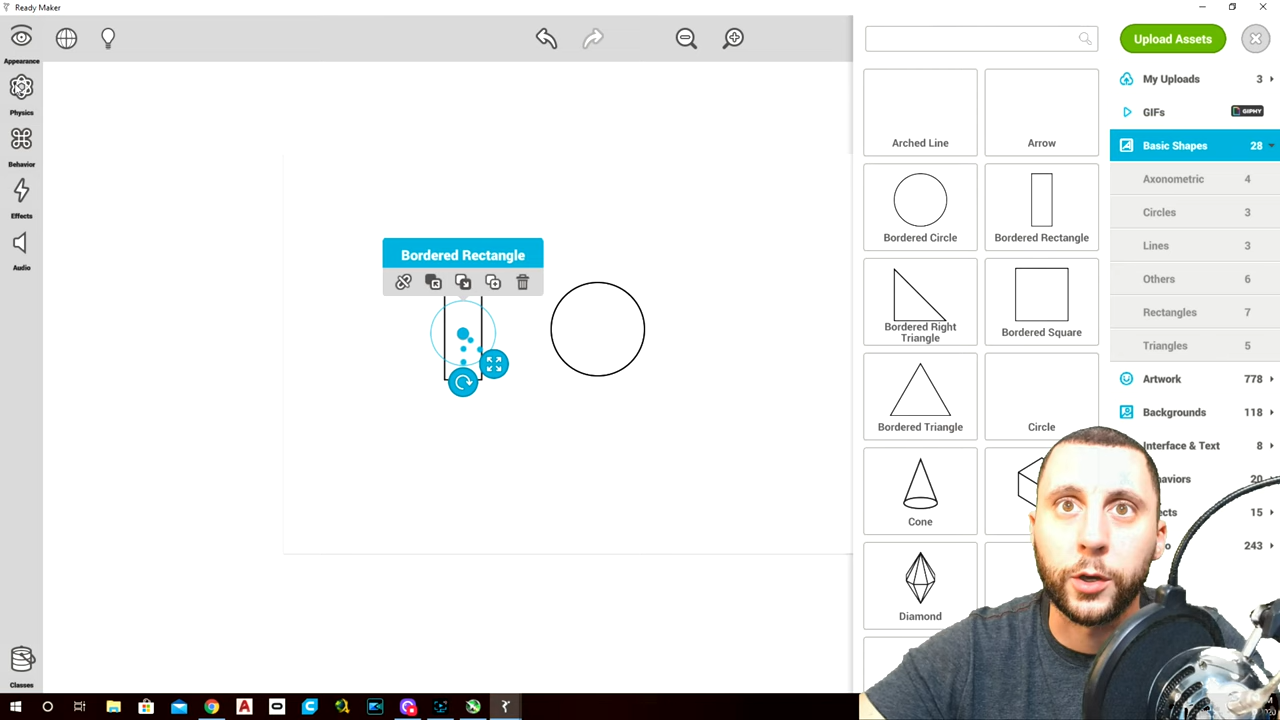 Ready Maker
Appearance
Physics
Behavior
Effects
Audio
Classes
Bordered Rectangle
Arched Line
Arrow
Bordered Circle
Bordered Rectangle
Bordered Right
Triangle
Bordered Square
Bordered Triangle
Circle
Cone
Diamond
Upload Assets
My Uploads 3
GIFs GIPHY
Basic Shapes 28
Axonometric 4
Circles 3
Lines 3
Others 6
Rectangles 7
Triangles 5
Artwork 778
Backgrounds 118
Interface & Text 8
20
15
243